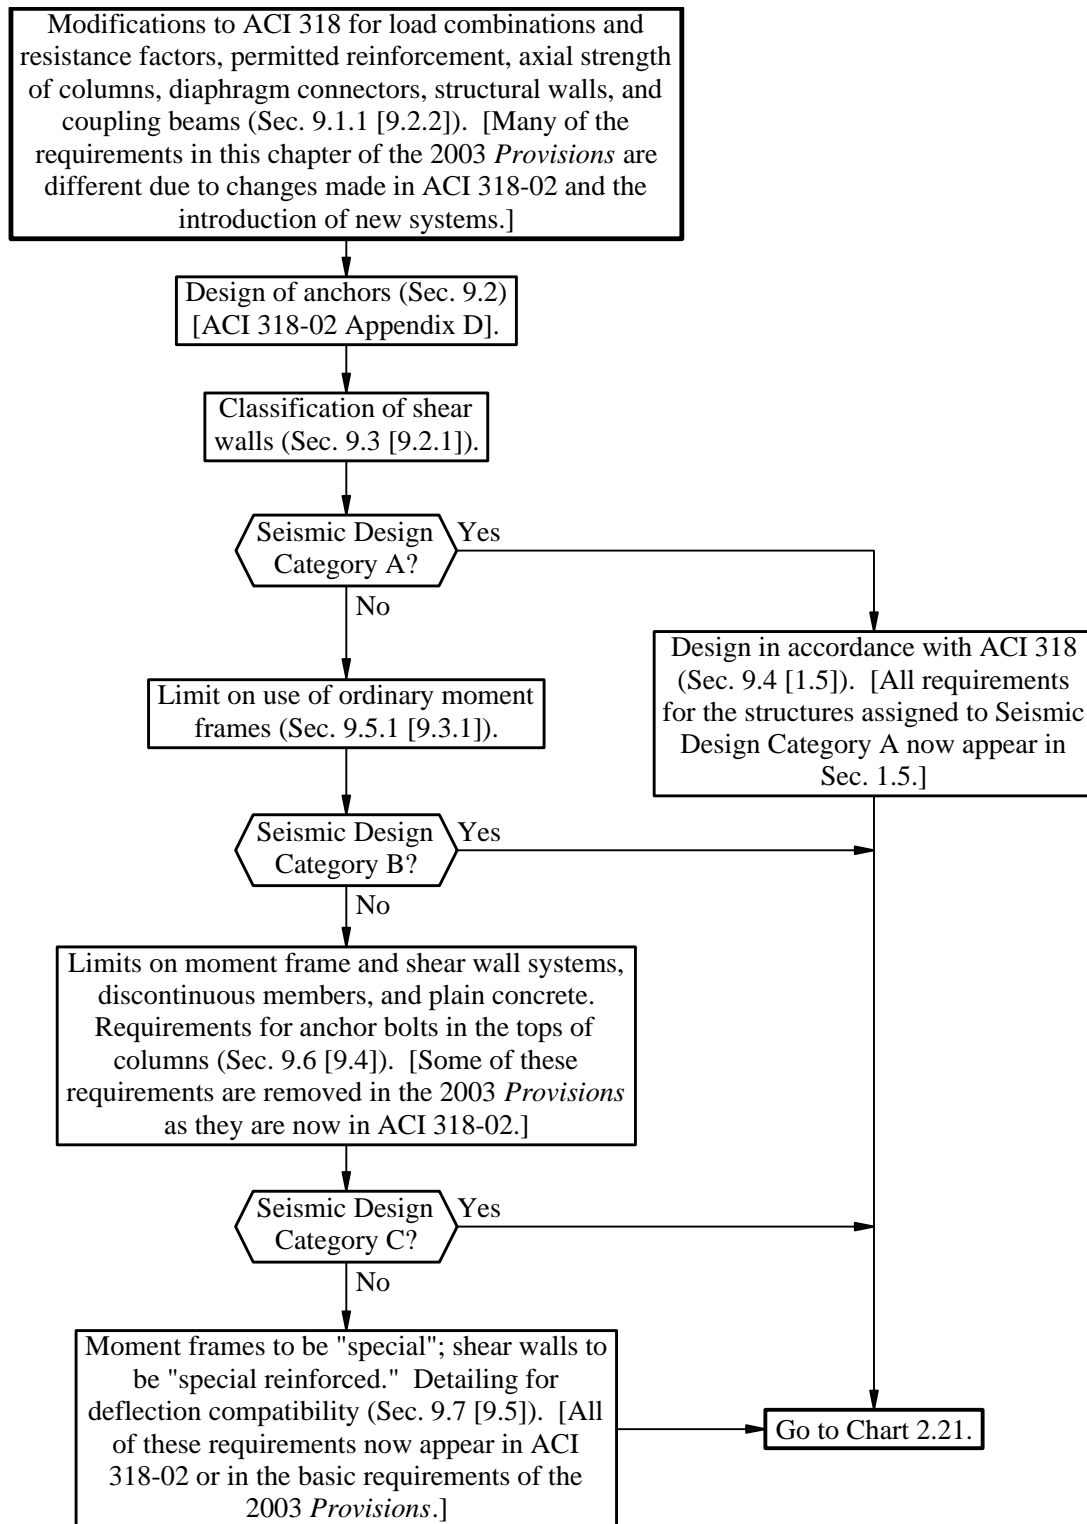 Modifications to ACI 318 for load combinations and
resistance factors, permitted reinforcement, axial strength
of columns, diaphragm connectors, structural walls, and
coupling beams (Sec. 9.1.1 [9.2.2]).  [Many of the
requirements in this chapter of the 2003 Provisions are
different due to changes made in ACI 318-02 and the
introduction of new systems.]
Design of anchors (Sec. 9.2)
[ACI 318-02 Appendix D].
Classification of shear
walls (Sec. 9.3 [9.2.1]).
Seismic Design
Category A?
Yes
No
Design in accordance with ACI 318
(Sec. 9.4 [1.5]).  [All requirements
for the structures assigned to Seismic
Design Category A now appear in
Sec. 1.5.]
Limit on use of ordinary moment
frames (Sec. 9.5.1 [9.3.1]).
Seismic Design
Category B?
Yes
No
Limits on moment frame and shear wall systems,
discontinuous members, and plain concrete.
Requirements for anchor bolts in the tops of
columns (Sec. 9.6 [9.4]).  [Some of these
requirements are removed in the 2003 Provisions
as they are now in ACI 318-02.]
Seismic Design
Category C?
Yes
No
Moment frames to be "special"; shear walls to
be "special reinforced."  Detailing for
deflection compatibility (Sec. 9.7 [9.5]).  [All
of these requirements now appear in ACI
318-02 or in the basic requirements of the
2003 Provisions.]
Go to Chart 2.21.